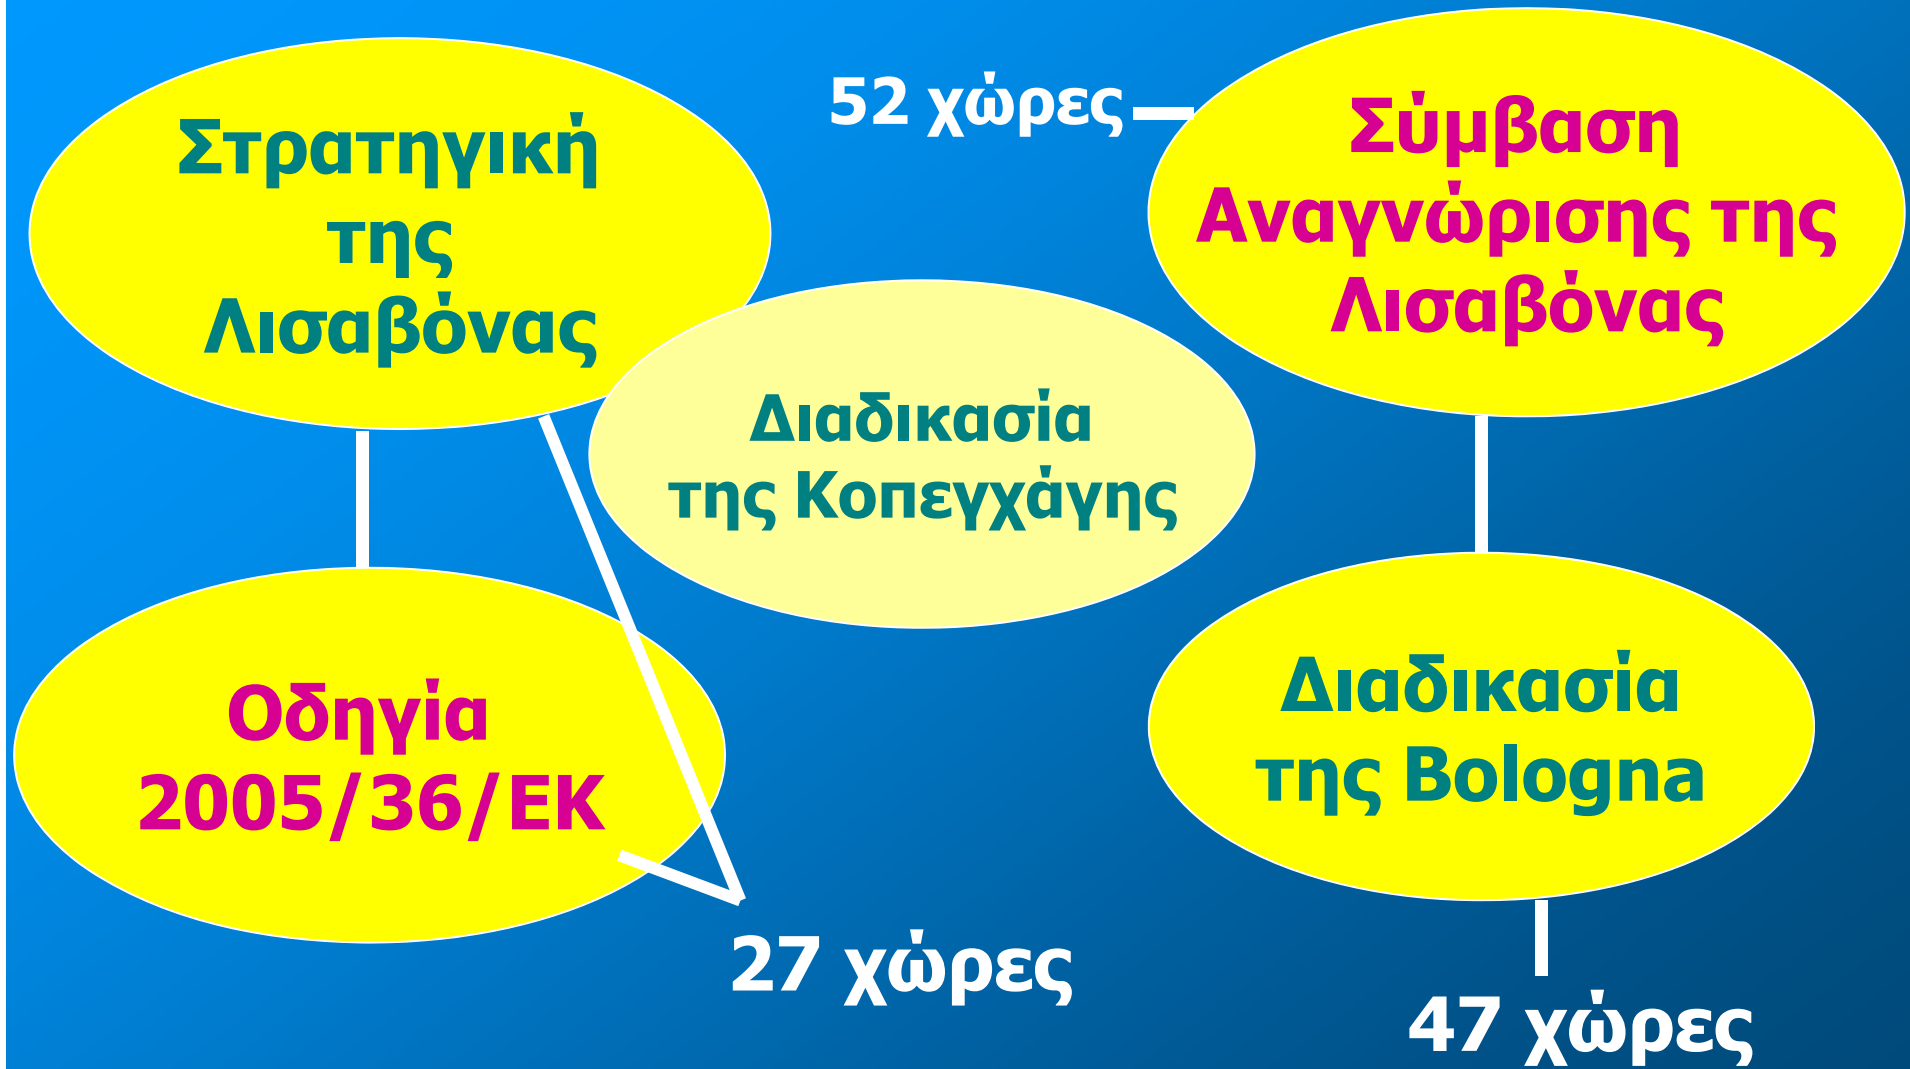 Στρατηγική
της
Λισαβόνας
52 χώρες
Σύμβαση
Αναγνώρισης της
Λισαβόνας
Διαδικασία
της Κοπεγχάγης
Οδηγία
2005/36/ΕΚ
Διαδικασία
της Bologna
27 χώρες
47 χώρες